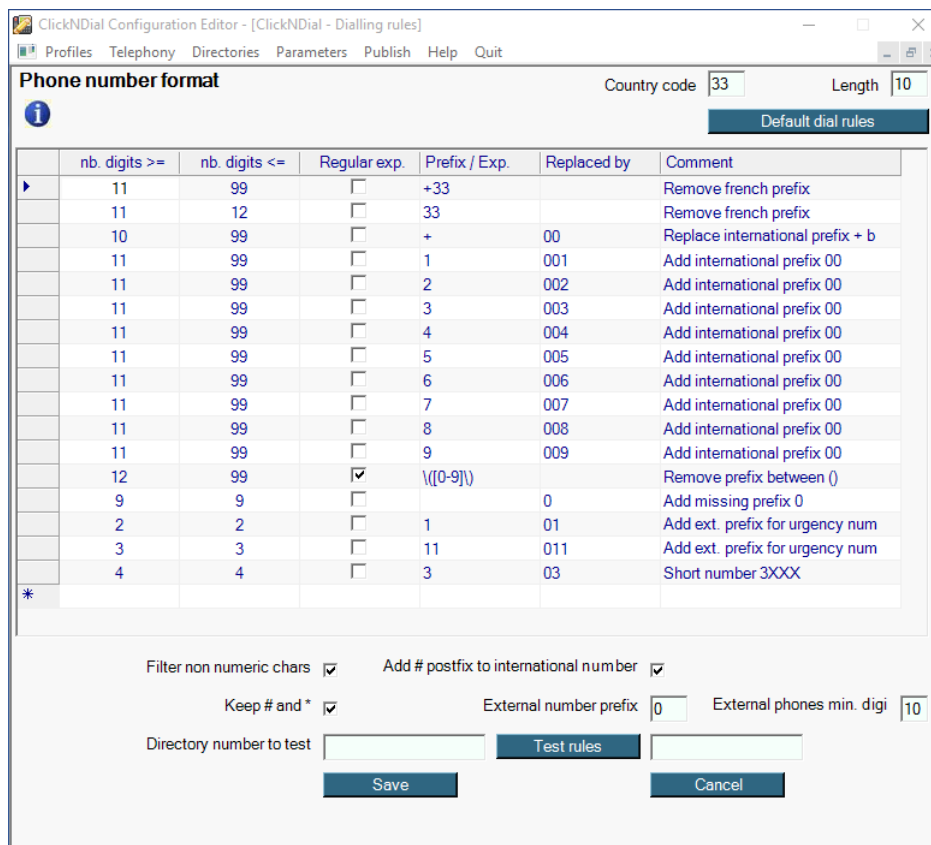 ClickNDial Configuration Editor - [ClickNDial - Dialling rules]
Profiles Telephony Directories Parameters Publish Help Quit
Phone number format Country code 33 Length 10
Default dial rules
nb. digits >= nb. digits <= Regular exp. Prefix / Exp. Replaced by Comment
11 99 +33 Remove french prefix
11 12 33 Remove french prefix
10 99 + 00 Replace international prefix + b
11 99 1 001 Add international prefix 00
11 99 2 002 Add international prefix 00
11 99 3 003 Add international prefix 00
11 99 4 004 Add international prefix 00
11 99 5 005 Add international prefix 00
11 99 6 006 Add international prefix 00
11 99 7 007 Add international prefix 00
11 99 8 008 Add international prefix 00
11 99 9 009 Add international prefix 00
12 99 \([0-9]\) Remove prefix between ()
9 9 0 Add missing prefix 0
2 2 1 01 Add ext. prefix for urgency num
3 3 11 011 Add ext. prefix for urgency num
4 4 3 03 Short number 3XXX
Filter non numeric chars Add # postfix to international number
Keep # and * External number prefix 0 External phones min. digi 10
Directory number to test Test rules
Save Cancel